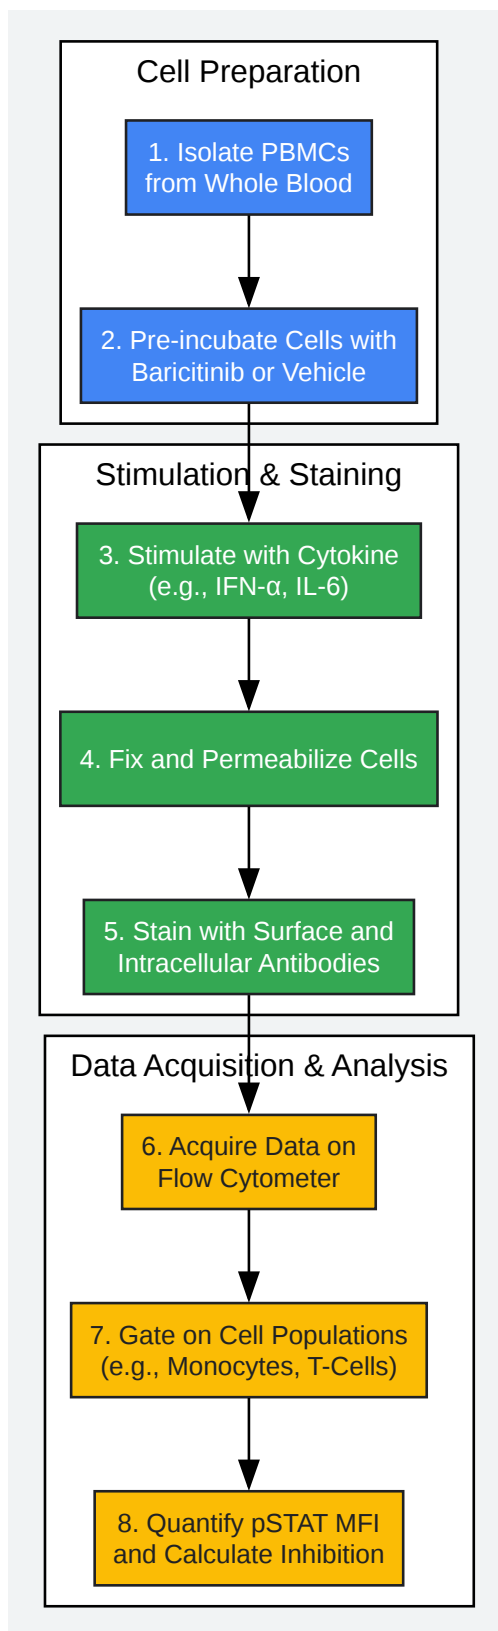 Cell Preparation
1. Isolate PBMCs
from Whole Blood
2. Pre-incubate Cells with
Baricitinib or Vehicle
Stimulation & Staining
3. Stimulate with Cytokine
(e.g., IFN-α, IL-6)
4. Fix and Permeabilize Cells
5. Stain with Surface and
Intracellular Antibodies
Data Acquisition & Analysis
6. Acquire Data on
Flow Cytometer
7. Gate on Cell Populations
(e.g., Monocytes, T-Cells)
8. Quantify pSTAT MFI
and Calculate Inhibition